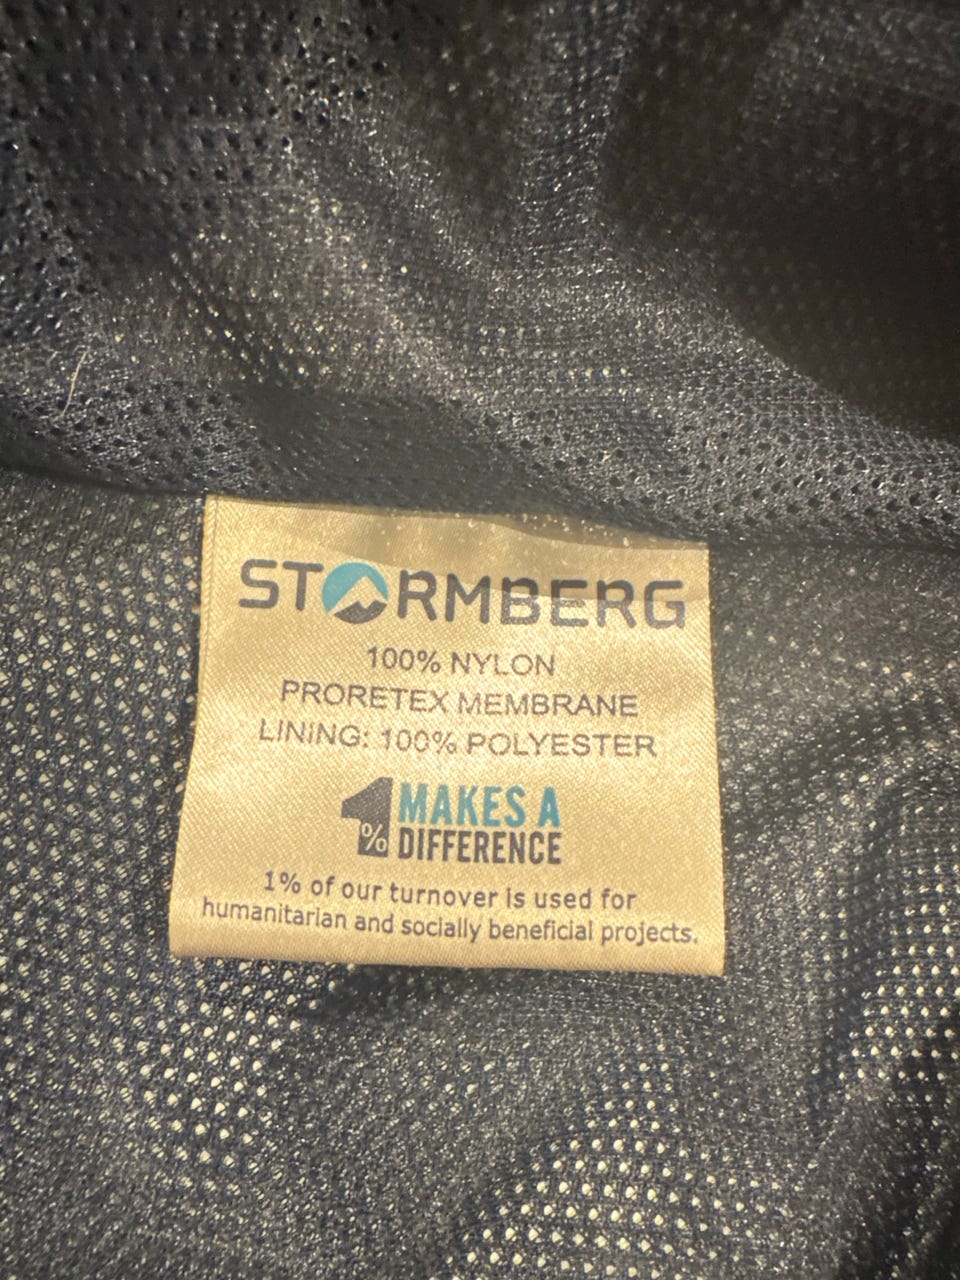 STORMBERG
100% NYLON
PRORETEX MEMBRANE
LINING: 100% POLYESTER
1% MAKES A
DIFFERENCE
1% of our turnover is used for
humanitarian and socially beneficial projects.